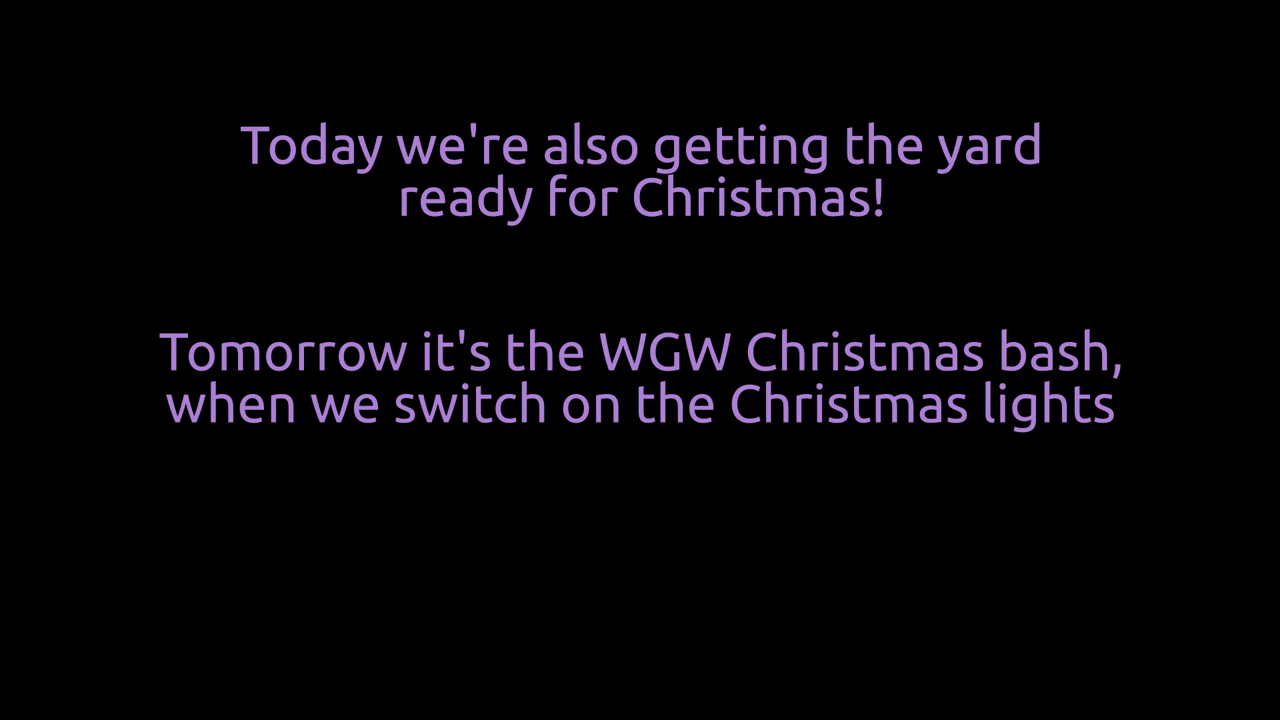 Today we're also getting the yard
ready for Christmas!
Tomorrow it's the WGW Christmas bash,
when we switch on the Christmas lights